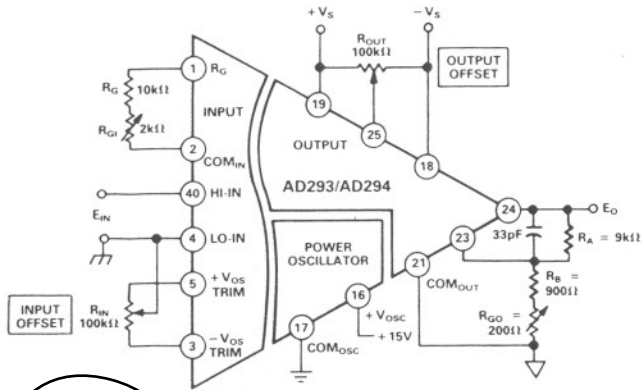 + VS
− VS
ROUT
100kΩ
OUTPUT
OFFSET
1
RG
RG
10kΩ
INPUT
RGI
2kΩ
2
COMIN
19
25
18
OUTPUT
AD293/AD294
40
HI-IN
EIN
4
LO-IN
24
EO
33pF
RA = 9kΩ
23
POWER
OSCILLATOR
21
COMOUT
RB =
900Ω
RGO =
200Ω
5
+ VOS
TRIM
INPUT
OFFSET
RIN
100kΩ
3
− VOS
TRIM
16
+ VOSC
+ 15V
17
COMOSC